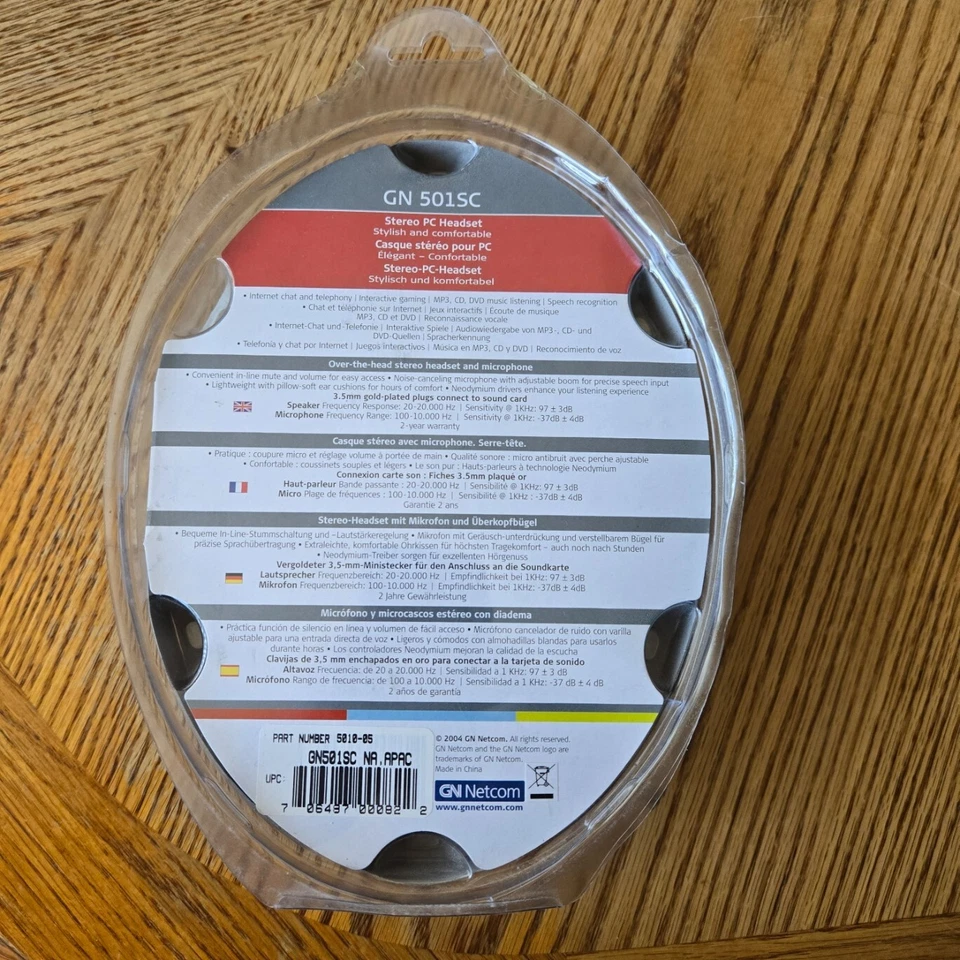 GN 501SC
Stereo PC Headset
Stylish and comfortable
Casque stéréo pour PC
Élégant – Confortable
Stereo-PC-Headset
Stylisch und komfortabel
• Internet chat and telephony | Interactive gaming | MP3, CD, DVD music listening | Speech recognition
• Chat et téléphonie sur Internet | Jeux interactifs | Écoute de musique
MP3, CD et DVD | Reconnaissance vocale
• Internet-Chat und-Telefonie | Interaktive Spiele | Audiowiedergabe von MP3-, CD- und
DVD-Quellen | Spracherkennung
• Telefonía y chat por Internet | Juegos interactivos | Música en MP3, CD y DVD | Reconocimiento de voz
Over-the-head stereo headset and microphone
• Convenient in-line mute and volume for easy access • Noise-canceling microphone with adjustable boom for precise speech input
• Lightweight with pillow-soft ear cushions for hours of comfort • Neodymium drivers enhance your listening experience
3.5mm gold-plated plugs connect to sound card
Speaker Frequency Response: 20-20.000 Hz | Sensitivity @ 1KHz: 97 ± 3dB
Microphone Frequency Range: 100-10.000 Hz | Sensitivity @ 1KHz: -37dB ± 4dB
2-year warranty
Casque stéréo avec microphone. Serre-tête.
• Pratique : coupure micro et réglage volume à portée de main • Qualité sonore : micro antibruit avec perche ajustable
• Confortable : coussinets souples et légers • Le son pur : Hauts-parleurs à technologie Neodymium
Connexion carte son : Fiches 3.5mm plaqué or
Haut-parleur Bande passante : 20-20.000 Hz | Sensibilité @ 1KHz: 97 ± 3dB
Micro Plage de fréquences : 100-10.000 Hz | Sensibilité @ 1KHz : -37dB ± 4dB
Garantie 2 ans
Stereo-Headset mit Mikrofon und Überkopfbügel
• Bequeme In-Line-Stummschaltung und -Lautstärkeregelung • Mikrofon mit Geräusch-unterdrückung und verstellbarem Bügel für
präzise Sprachübertragung • Extraleichte, komfortable Ohrkissen für höchsten Tragekomfort – auch noch nach Stunden
• Neodymium-Treiber sorgen für exzellenten Hörgenuss
Vergoldeter 3,5-mm-Ministecker für den Anschluss an die Soundkarte
Lautsprecher Frequenzbereich: 20-20.000 Hz | Empfindlichkeit bei 1KHz: 97 ± 3dB
Mikrofon Frequenzbereich: 100-10.000 Hz | Empfindlichkeit bei 1KHz: -37dB ± 4dB
2 Jahre Gewährleistung
Micrófono y microcascos estéreo con diadema
• Práctica función de silencio en línea y volumen de fácil acceso • Micrófono cancelador de ruido con varilla
ajustable para una entrada directa de voz • Ligeros y cómodos con almohadillas blandas para usarlos
durante horas • Los controladores Neodymium mejoran la calidad de la escucha
Clavijas de 3,5 mm enchapados en oro para conectar a la tarjeta de sonido
Altavoz Frecuencia: de 20 a 20.000 Hz | Sensibilidad a 1 KHz: 97 ± 3 dB
Micrófono Rango de frecuencia: de 100 a 10.000 Hz | Sensibilidad a 1 KHz: -37 dB ± 4 dB
2 años de garantía
PART NUMBER 5010-05
GN501SC NA,APAC
UPC:
7 06487 00082 2
© 2004 GN Netcom. All rights reserved.
GN Netcom and the GN Netcom logo are
trademarks of GN Netcom.
Made in China
GN Netcom
www.gnnetcom.com